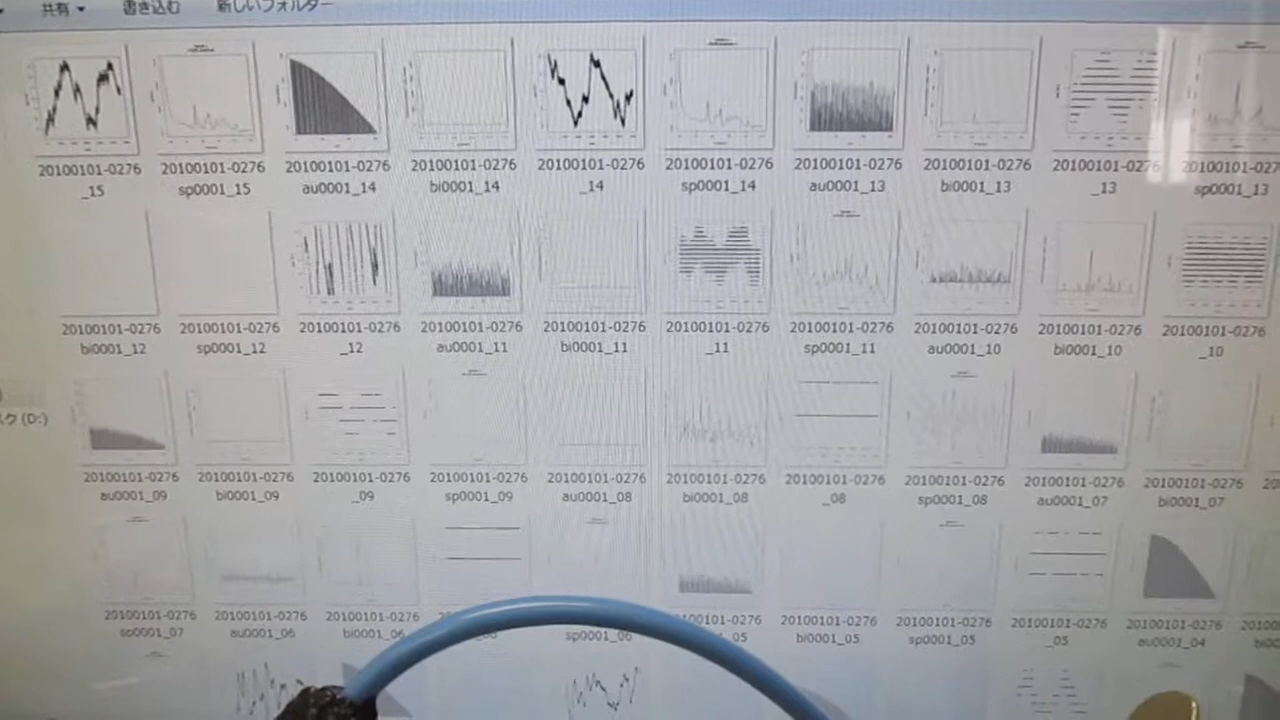 共有 書き込む 新しいフォルダー
20100101-0276 20100101-0276 20100101-0276 20100101-0276 20100101-0276 20100101-0276 20100101-0276 20100101-0276 20100101-0276 20100101-027
_15 sp0001_15 au0001_14 bi0001_14 _14 sp0001_14 au0001_13 bi0001_13 _13 sp0001_13
20100101-0276 20100101-0276 20100101-0276 20100101-0276 20100101-0276 20100101-0276 20100101-0276 20100101-0276 20100101-0276 20100101-0276
bi0001_12 sp0001_12 _12 au0001_11 bi0001_11 _11 sp0001_11 au0001_10 bi0001_10 _10
スク (D:)
20100101-0276 20100101-0276 20100101-0276 20100101-0276 20100101-0276 20100101-0276 20100101-0276 20100101-0276 20100101-0276 20100101-0276
au0001_09 bi0001_09 _09 sp0001_09 au0001_08 bi0001_08 _08 sp0001_08 au0001_07 bi0001_07
20100101-0276 20100101-0276 20100101-0276 20100101-0276 20100101-0276 20100101-0276 20100101-0276 20100101-0276
sp0001_07 au0001_06 bi0001_06 sp0001_06 _05 bi0001_05 sp0001_05 _05 au0001_04